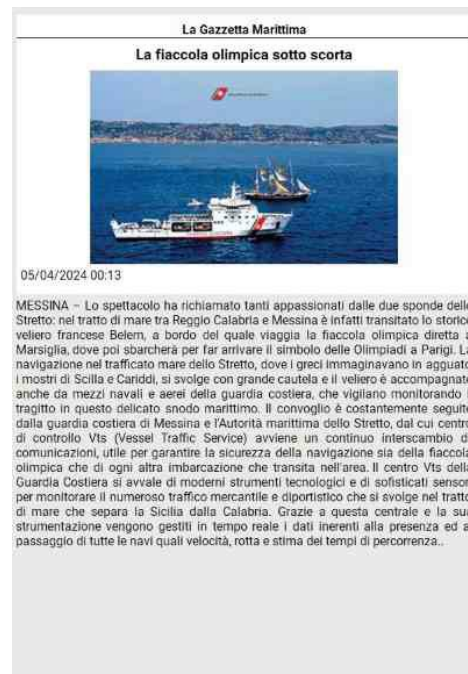 La Gazzetta Marittima
La fiaccola olimpica sotto scorta
05/04/2024 00:13
MESSINA – Lo spettacolo ha richiamato tanti appassionati dalle due sponde dello
Stretto: nel tratto di mare tra Reggio Calabria e Messina è infatti transitato lo storico
veliero francese Belem, a bordo del quale viaggia la fiaccola olimpica diretta a
Marsiglia, dove poi sbarcherà per far arrivare il simbolo delle Olimpiadi a Parigi. La
navigazione nel trafficato mare dello Stretto, dove i greci immaginavano in agguato
i mostri di Scilla e Cariddi, si svolge con grande cautela e il veliero è accompagnato
anche da mezzi navali e aerei della guardia costiera, che vigilano monitorando i
tragitto in questo delicato snodo marittimo. Il convoglio è costantemente seguito
dalla guardia costiera di Messina e l'Autorità marittima dello Stretto, dal cui centro
di controllo Vts (Vessel Traffic Service) avviene un continuo interscambio di
comunicazioni, utile per garantire la sicurezza della navigazione sia della fiaccola
olimpica che di ogni altra imbarcazione che transita nell'area. Il centro Vts della
Guardia Costiera si avvale di moderni strumenti tecnologici e di sofisticati sensori
per monitorare il numeroso traffico mercantile e diportistico che si svolge nel tratto
di mare che separa la Sicilia dalla Calabria. Grazie a questa centrale e la sua
strumentazione vengono gestiti in tempo reale i dati inerenti alla presenza ed a
passaggio di tutte le navi quali velocità, rotta e stima dei tempi di percorrenza..